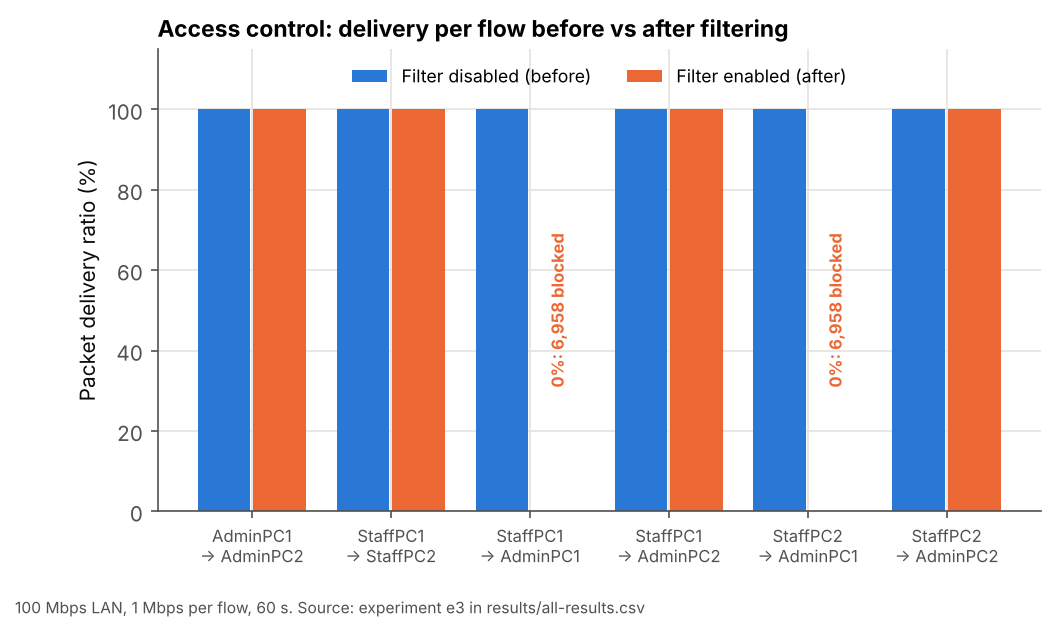 Access control: delivery per flow before vs after filtering
Filter disabled (before)
Filter enabled (after)
Packet delivery ratio (%)
100
80
60
40
20
0
0%: 6,958 blocked
0%: 6,958 blocked
AdminPC1
→ AdminPC2
StaffPC1
→ StaffPC2
StaffPC1
→ AdminPC1
StaffPC1
→ AdminPC2
StaffPC2
→ AdminPC1
StaffPC2
→ AdminPC2
100 Mbps LAN, 1 Mbps per flow, 60 s. Source: experiment e3 in results/all-results.csv